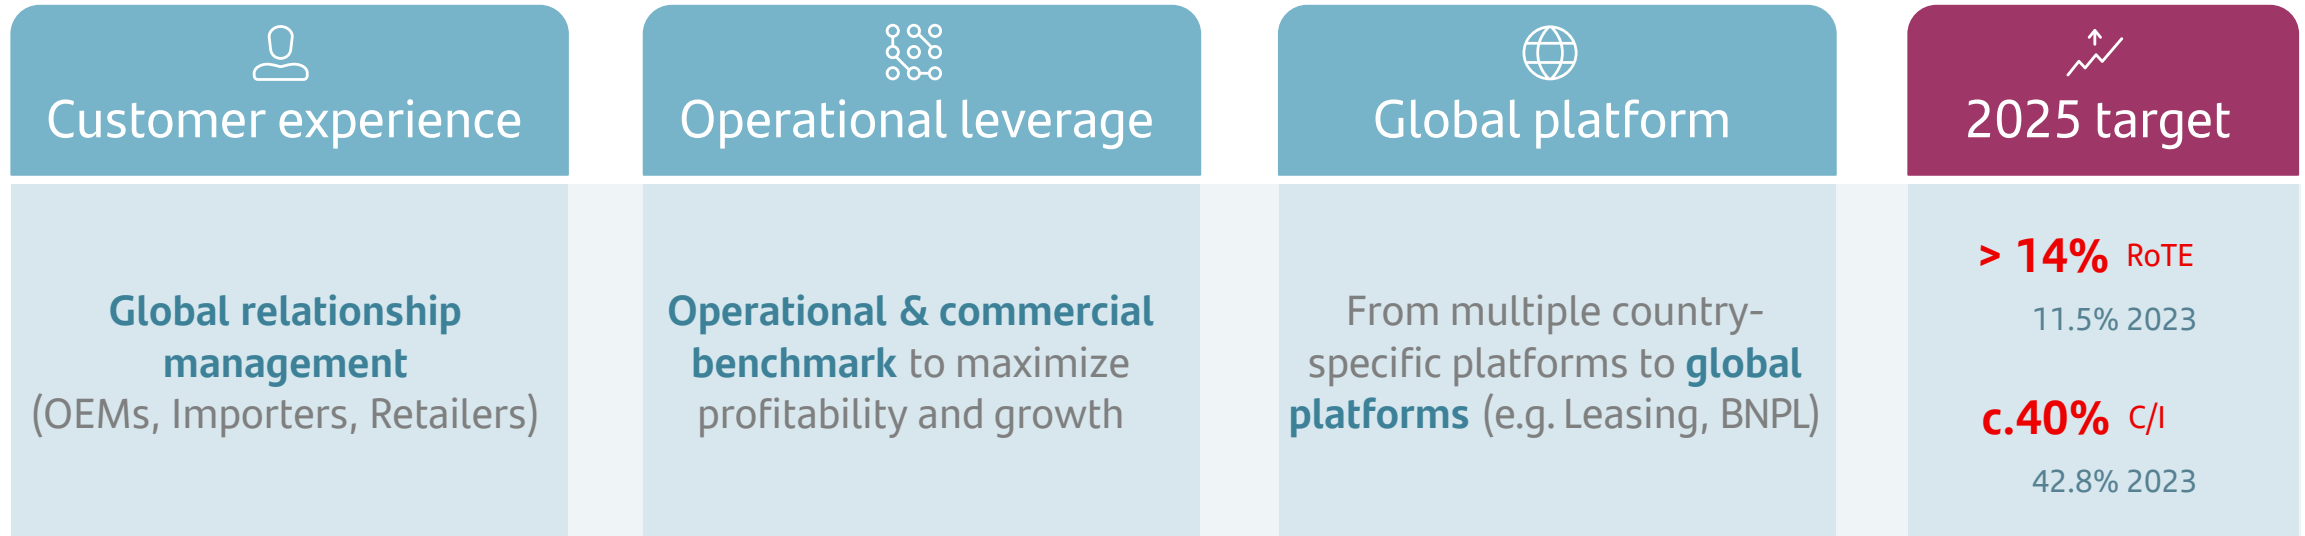 Customer experience
Global relationship
management
(OEMs, Importers, Retailers)
Operational leverage
Operational & commercial
benchmark to maximize
profitability and growth
Global platform
From multiple country-
specific platforms to global
platforms (e.g. Leasing, BNPL)
2025 target
> 14% RoTE
11.5% 2023
c.40% C/I
42.8% 2023